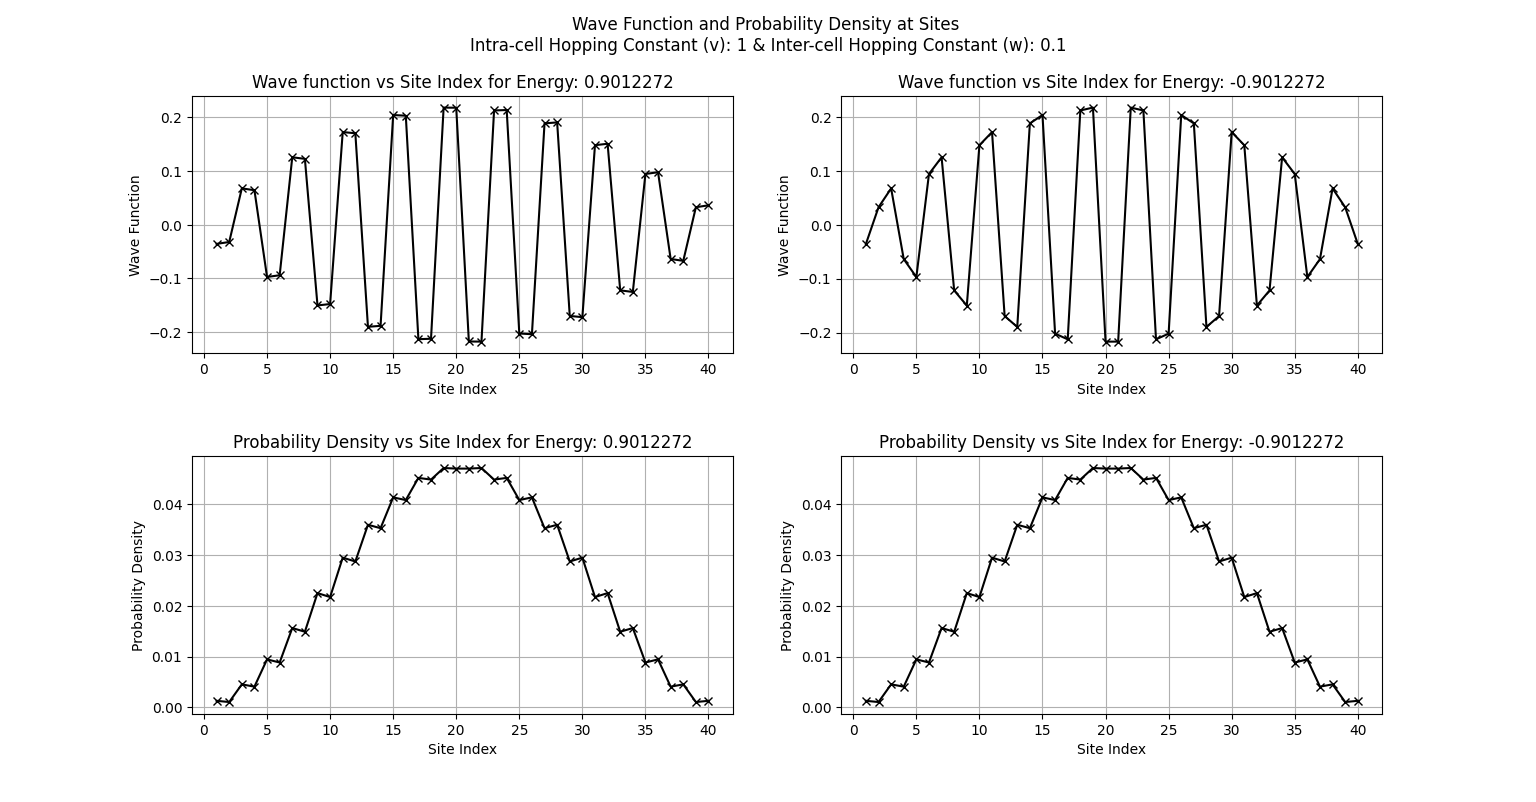 Wave Function and Probability Density at Sites
Intra-cell Hopping Constant (v): 1 & Inter-cell Hopping Constant (w): 0.1
Wave function vs Site Index for Energy: 0.9012272
0.2
0.1
0.0
−0.1
−0.2
Wave Function
0 5 10 15 20 25 30 35 40
Site Index
Wave function vs Site Index for Energy: -0.9012272
0.2
0.1
0.0
−0.1
−0.2
Wave Function
0 5 10 15 20 25 30 35 40
Site Index
Probability Density vs Site Index for Energy: 0.9012272
0.04
0.03
0.02
0.01
0.00
Probability Density
0 5 10 15 20 25 30 35 40
Site Index
Probability Density vs Site Index for Energy: -0.9012272
0.04
0.03
0.02
0.01
0.00
Probability Density
0 5 10 15 20 25 30 35 40
Site Index